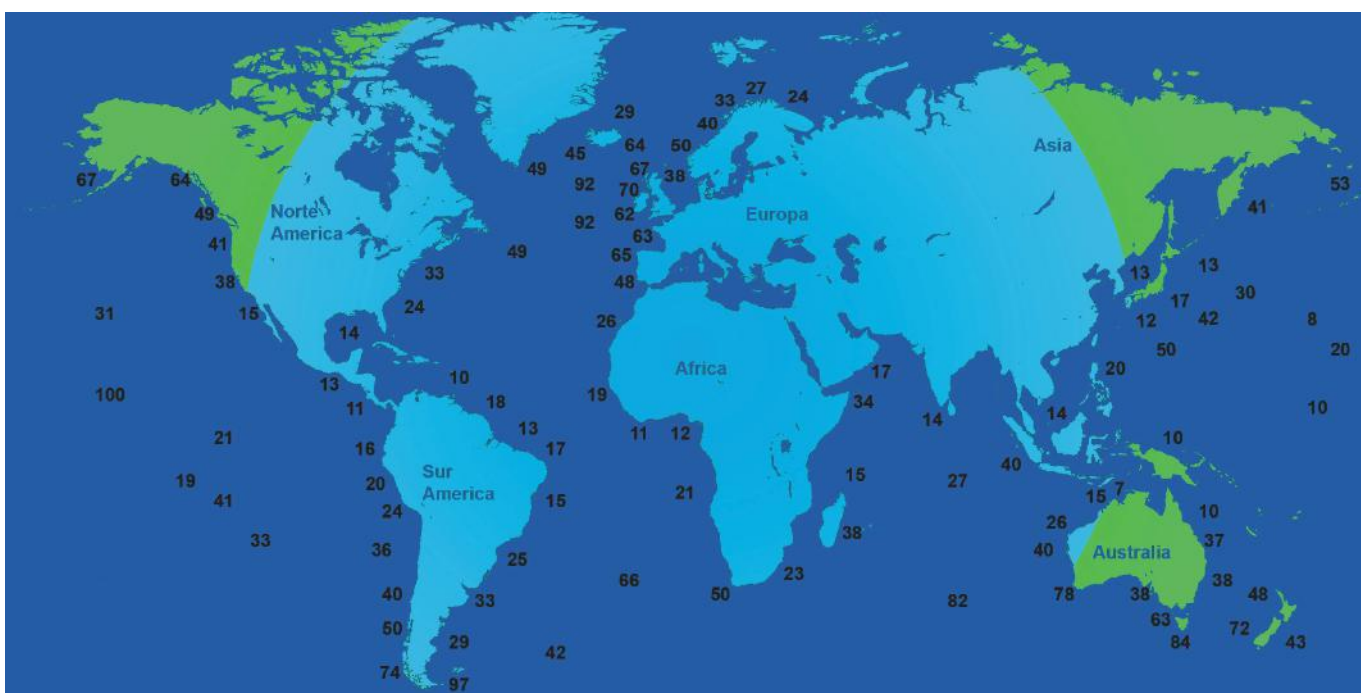 27
33 24
29
40
64 50
45
Asia
67
49 38
67 64 92 70 53
49 Norte
America
62 Europa 41
92
41 63
49 65
33 13 13
38 48
24 17 30
31 15 26 12 42 8
14
50 20
Africa 17 20
10
13
100 18 19 34
11 14 14 10
13 11 12
21 10
16 17
Sur
America
40
19 20 15 27
41 15 21 15 7
24 10
26
33 38 37
36 25 40 Australia
23
66 38
40 33 50 82 78 38 48
50 63
29 72 43
42 84
74 97